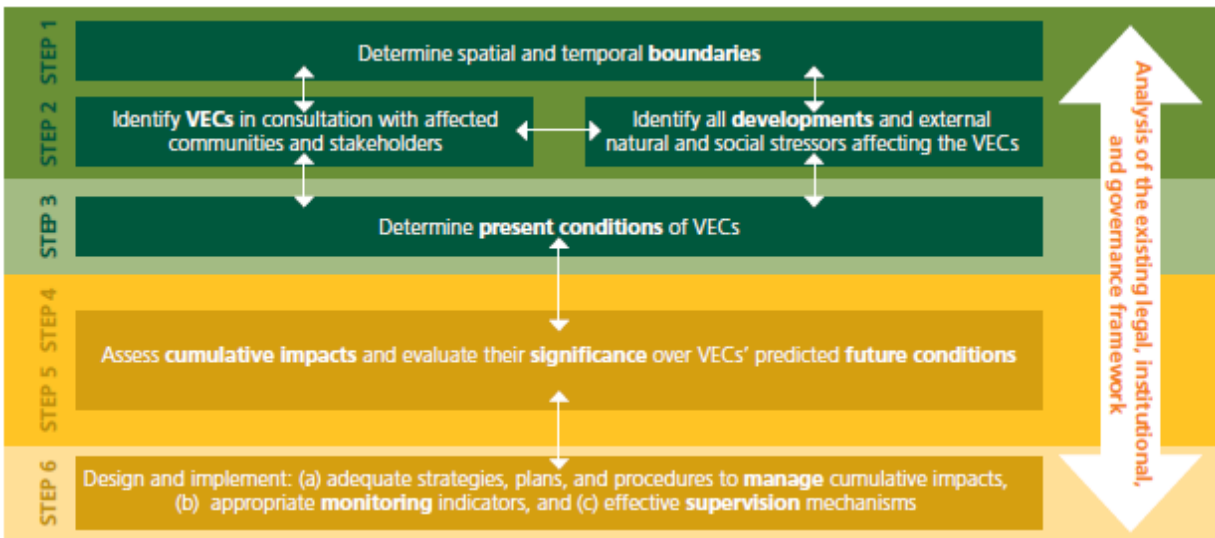 STEP 1
Determine spatial and temporal boundaries
STEP 2
Identify VECs in consultation with affected
communities and stakeholders
Identify all developments and external
natural and social stressors affecting the VECs
STEP 3
Determine present conditions of VECs
STEP 4
STEP 5
Assess cumulative impacts and evaluate their significance over VECs' predicted future conditions
STEP 6
Design and implement: (a) adequate strategies, plans, and procedures to manage cumulative impacts,
(b) appropriate monitoring indicators, and (c) effective supervision mechanisms
Analysis of the existing legal, institutional,
and governance framework